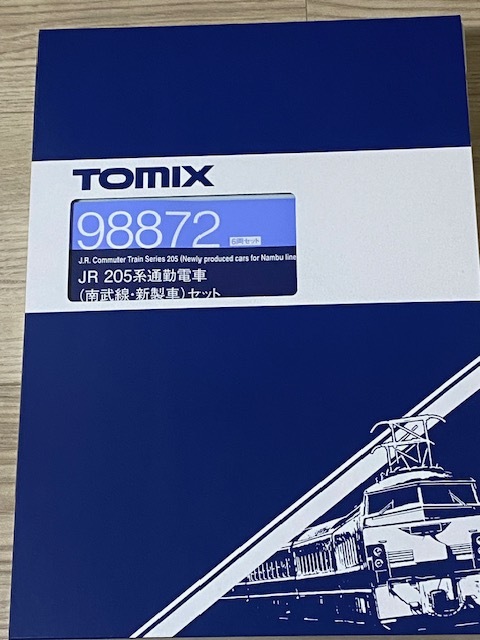 TOMIX
98872 6両セット
J.R. Commuter Train Series 205 (Newly produced cars for Nambu line
JR 205系通勤電車
(南武線・新製車)セット